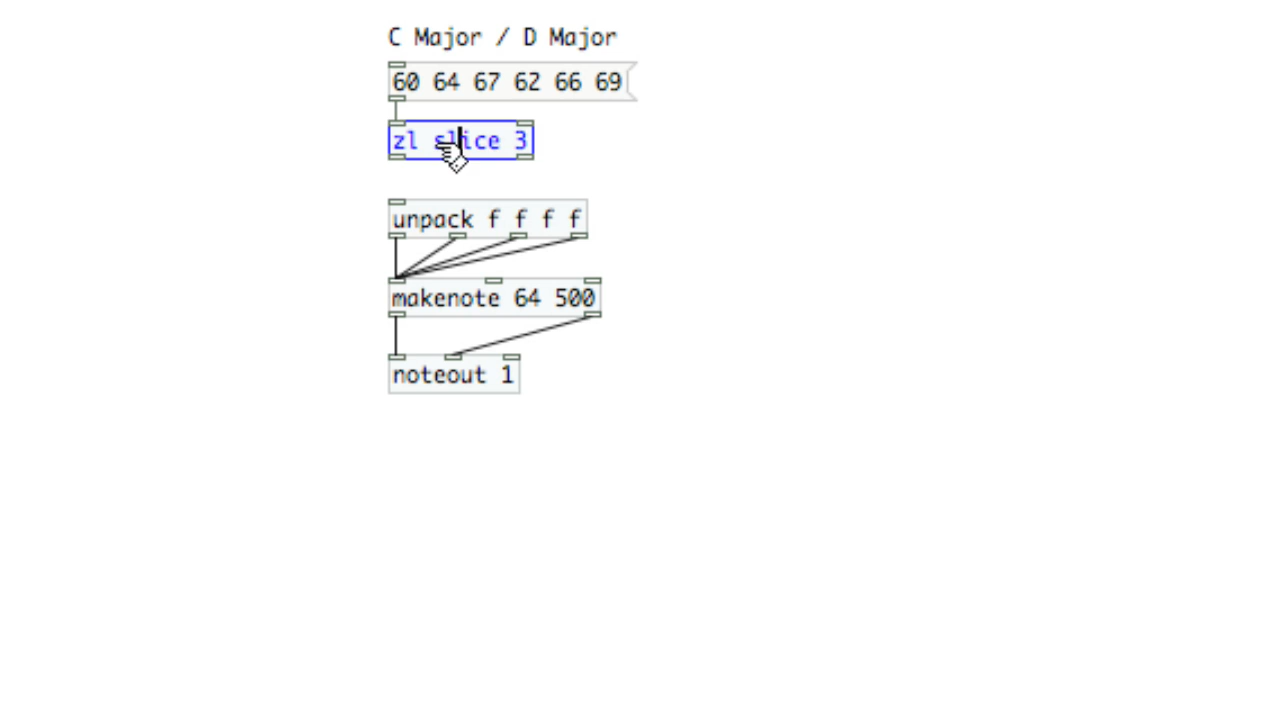 C Major / D Major
60 64 67 62 66 69
zl slice 3
unpack f f f f
makenote 64 500
noteout 1